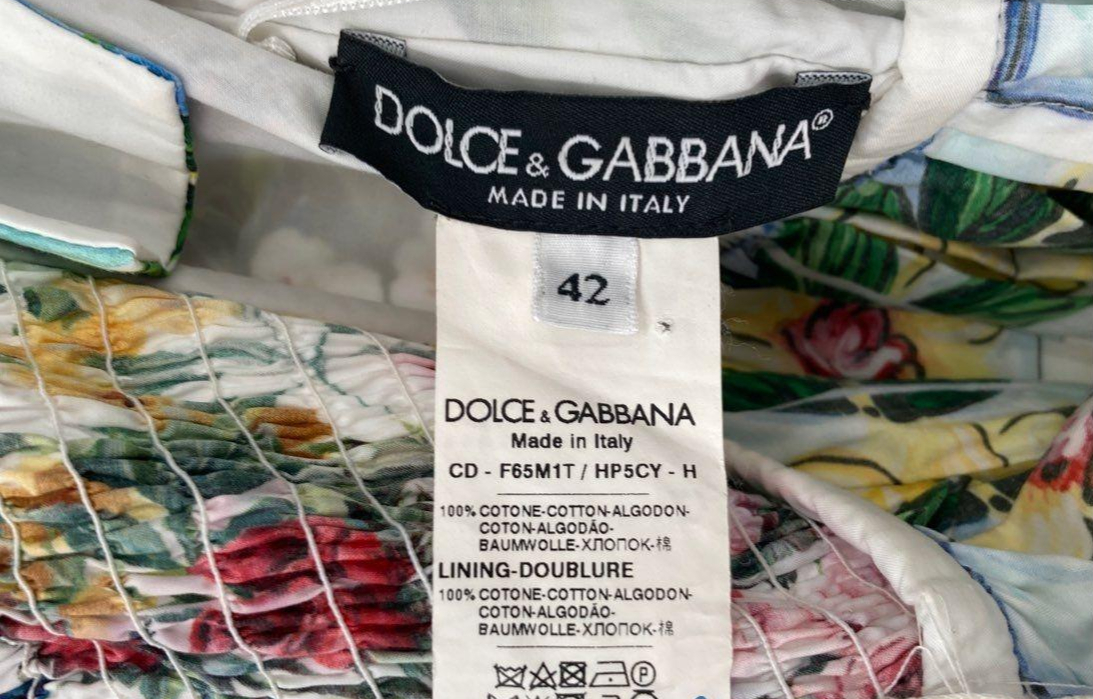 DOLCE & GABBANA®
MADE IN ITALY
42
DOLCE & GABBANA
Made in Italy
CD - F65M1T / HP5CY - H
100% COTONE-COTTON-ALGODON-
COTON-ALGODÃO-
BAUMWOLLE-ХЛОПОК-棉
LINING-DOUBLURE
100% COTONE-COTTON-ALGODON-
COTON-ALGODÃO-
BAUMWOLLE-ХЛОПОК-棉